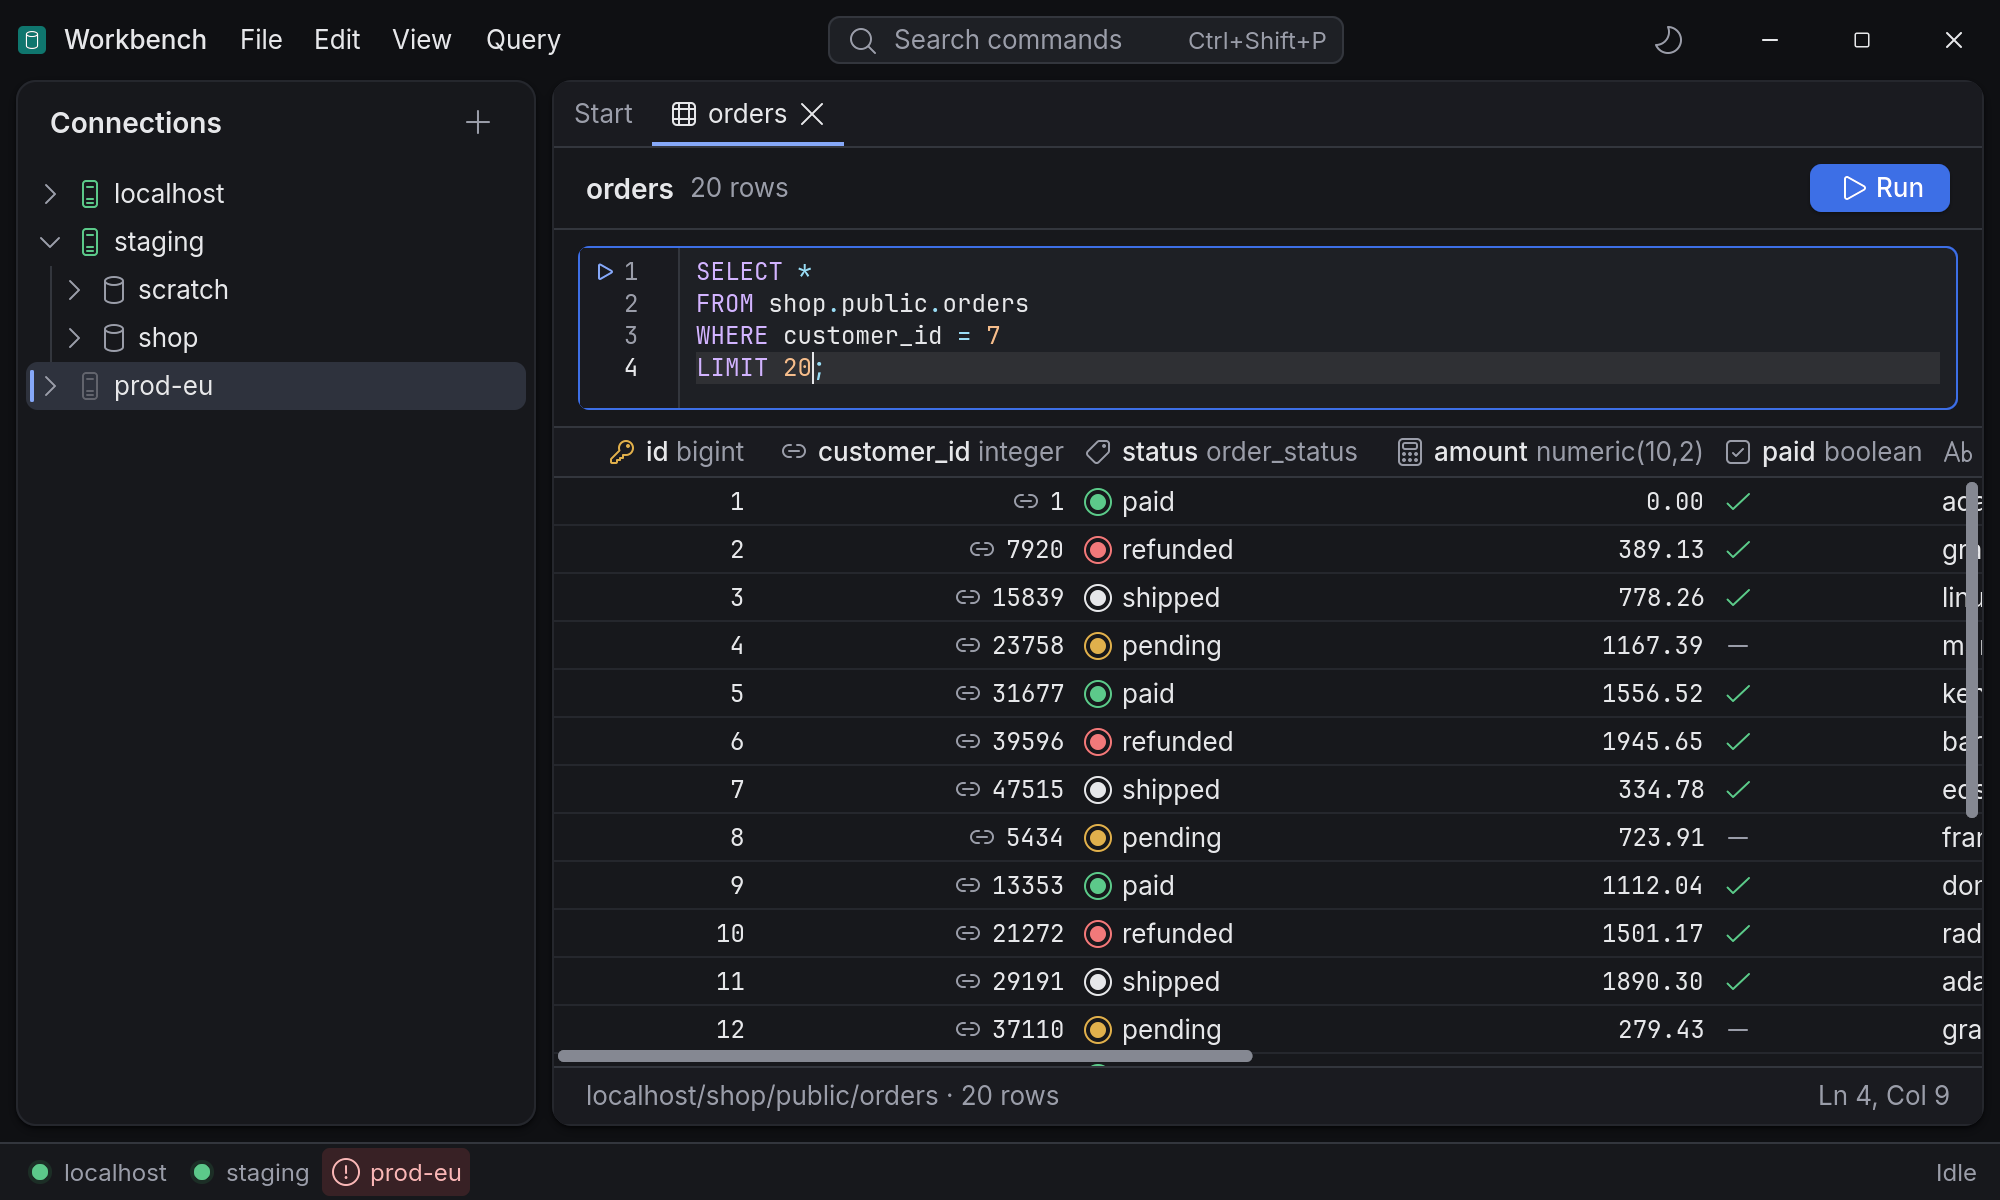 Workbench File Edit View Query Search commands Ctrl+Shift+P
Connections
localhost
staging
scratch
shop
prod-eu
Start orders
orders 20 rows Run
1 SELECT *
2 FROM shop.public.orders
3 WHERE customer_id = 7
4 LIMIT 20;
id bigint customer_id integer status order_status amount numeric(10,2) paid boolean Ab
1 1 paid 0.00
2 7920 refunded 389.13
3 15839 shipped 778.26
4 23758 pending 1167.39
5 31677 paid 1556.52
6 39596 refunded 1945.65
7 47515 shipped 334.78
8 5434 pending 723.91
9 13353 paid 1112.04
10 21272 refunded 1501.17 rad
11 29191 shipped 1890.30 ada
12 37110 pending 279.43 gra
localhost/shop/public/orders · 20 rows Ln 4, Col 9
localhost staging prod-eu Idle